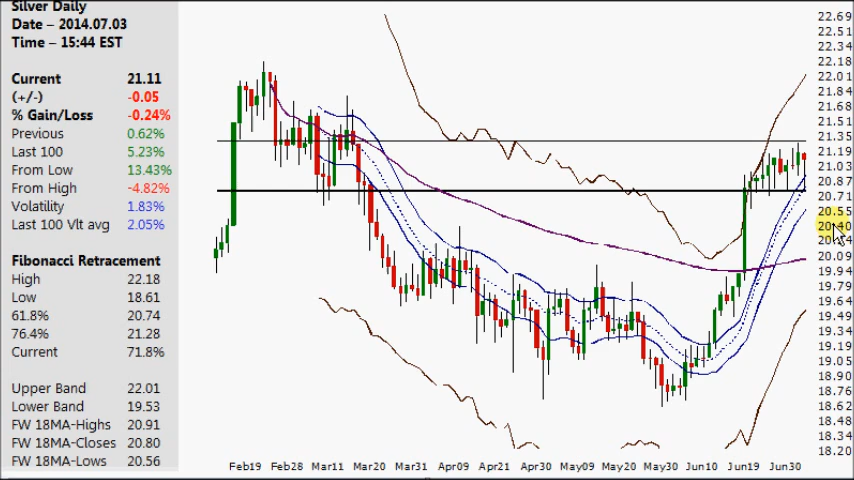 Silver Daily
Date – 2014.07.03
Time – 15:44 EST
Current 21.11
(+/-) -0.05
% Gain/Loss -0.24%
Previous 0.62%
Last 100 5.23%
From Low 13.43%
From High -4.82%
Volatility 1.83%
Last 100 Vlt avg 2.05%
Fibonacci Retracement
High 22.18
Low 18.61
61.8% 20.74
76.4% 21.28
Current 71.8%
Upper Band 22.01
Lower Band 19.53
FW 18MA-Highs 20.91
FW 18MA-Closes 20.80
FW 18MA-Lows 20.56
22.69
22.51
22.34
22.18
22.01
21.84
21.68
21.51
21.35
21.19
21.03
20.87
20.71
20.55
20.40
20.09
19.94
19.79
19.64
19.49
19.34
19.19
19.05
18.90
18.76
18.62
18.48
18.34
18.20
Feb19 Feb28 Mar11 Mar20 Mar31 Apr09 Apr21 Apr30 May09 May20 May30 Jun10 Jun19 Jun30